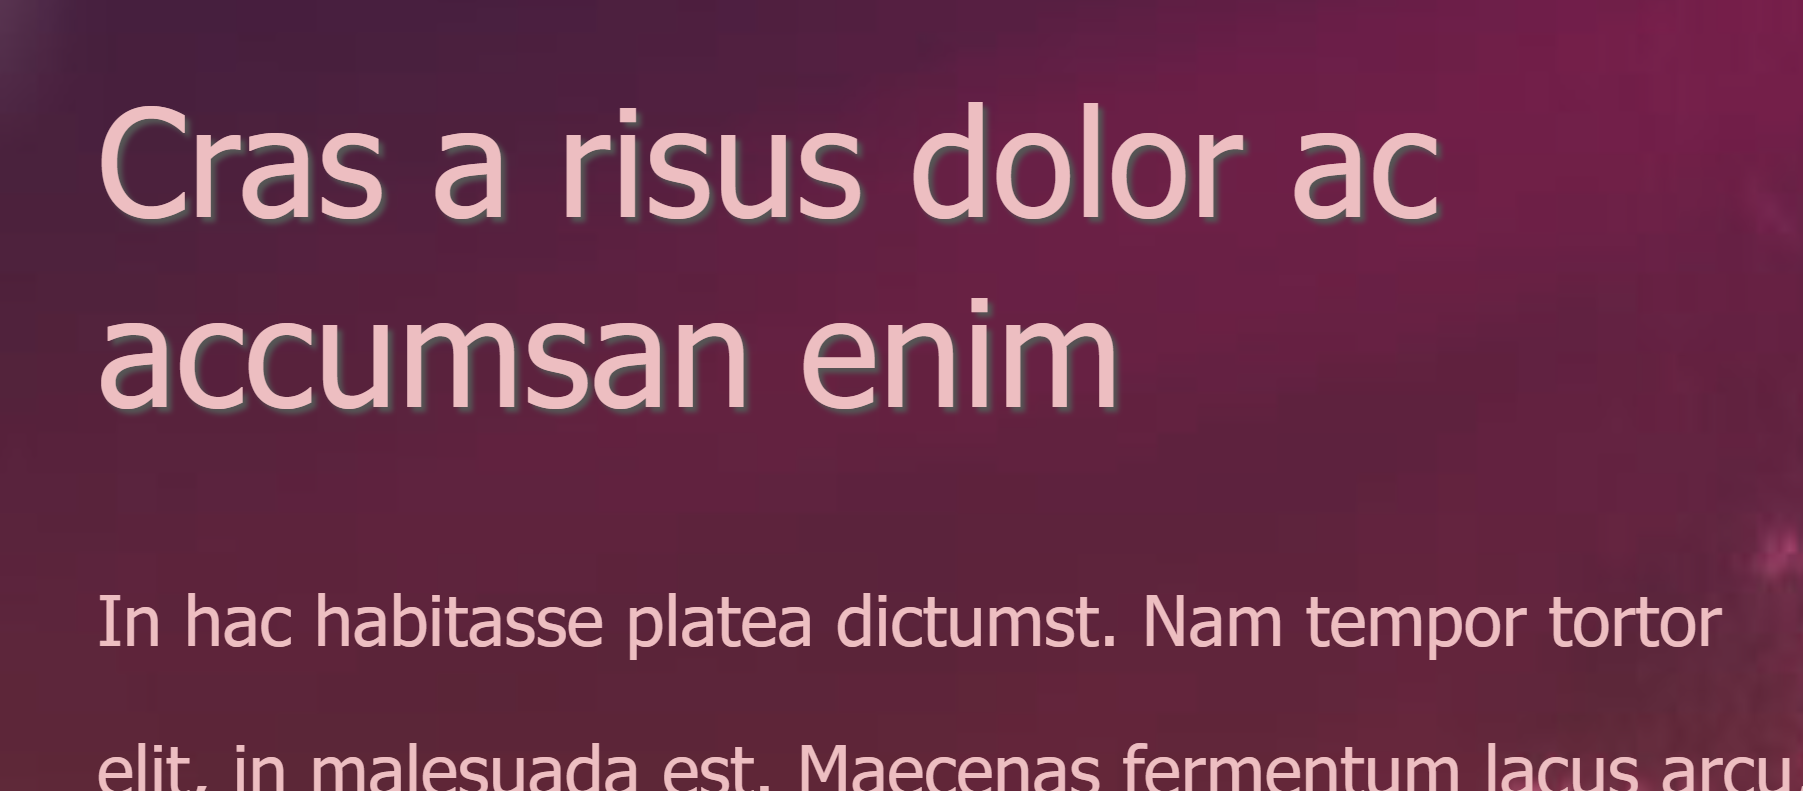 Cras a risus dolor ac
accumsan enim
In hac habitasse platea dictumst. Nam tempor tortor
elit, in malesuada est. Maecenas fermentum lacus arcu,